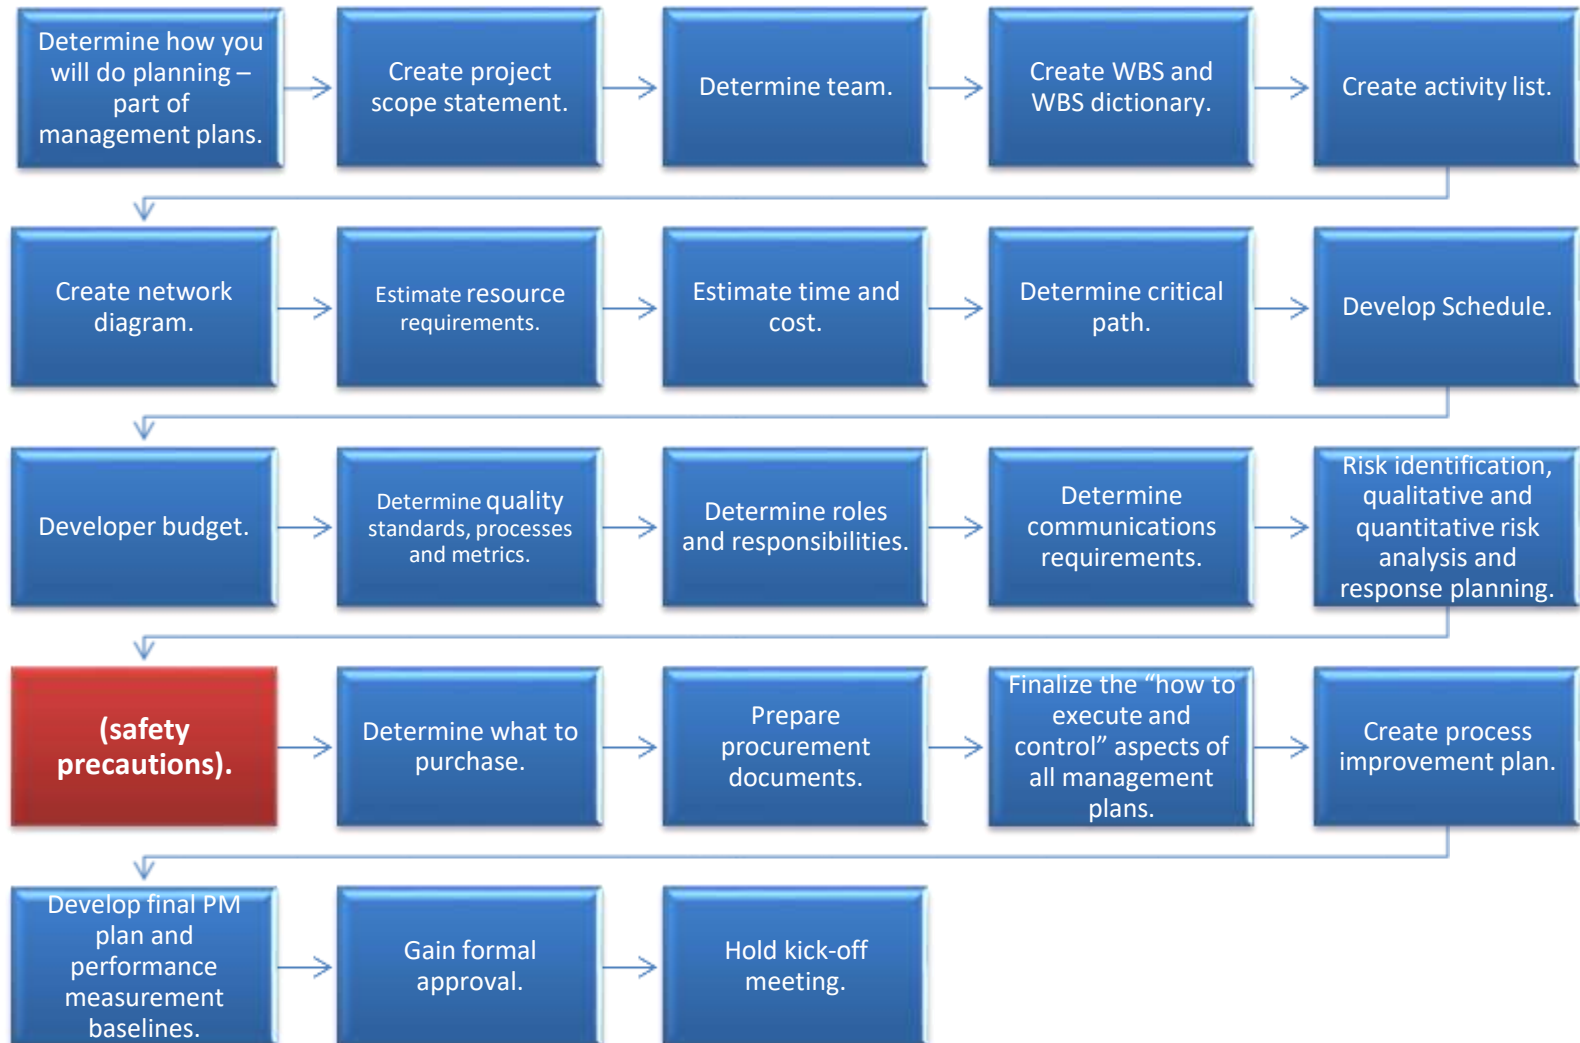 Determine how you
will do planning –
part of
management plans.
Create project
scope statement.
Determine team.
Create WBS and
WBS dictionary.
Create activity list.
Create network
diagram.
Estimate resource
requirements.
Estimate time and
cost.
Determine critical
path.
Develop Schedule.
Developer budget.
Determine quality
standards, processes
and metrics.
Determine roles
and responsibilities.
Determine
communications
requirements.
Risk identification,
qualitative and
quantitative risk
analysis and
response planning.
(safety
precautions).
Determine what to
purchase.
Prepare
procurement
documents.
Finalize the “how to
execute and
control” aspects of
all management
plans.
Create process
improvement plan.
Develop final PM
plan and
performance
measurement
baselines.
Gain formal
approval.
Hold kick-off
meeting.